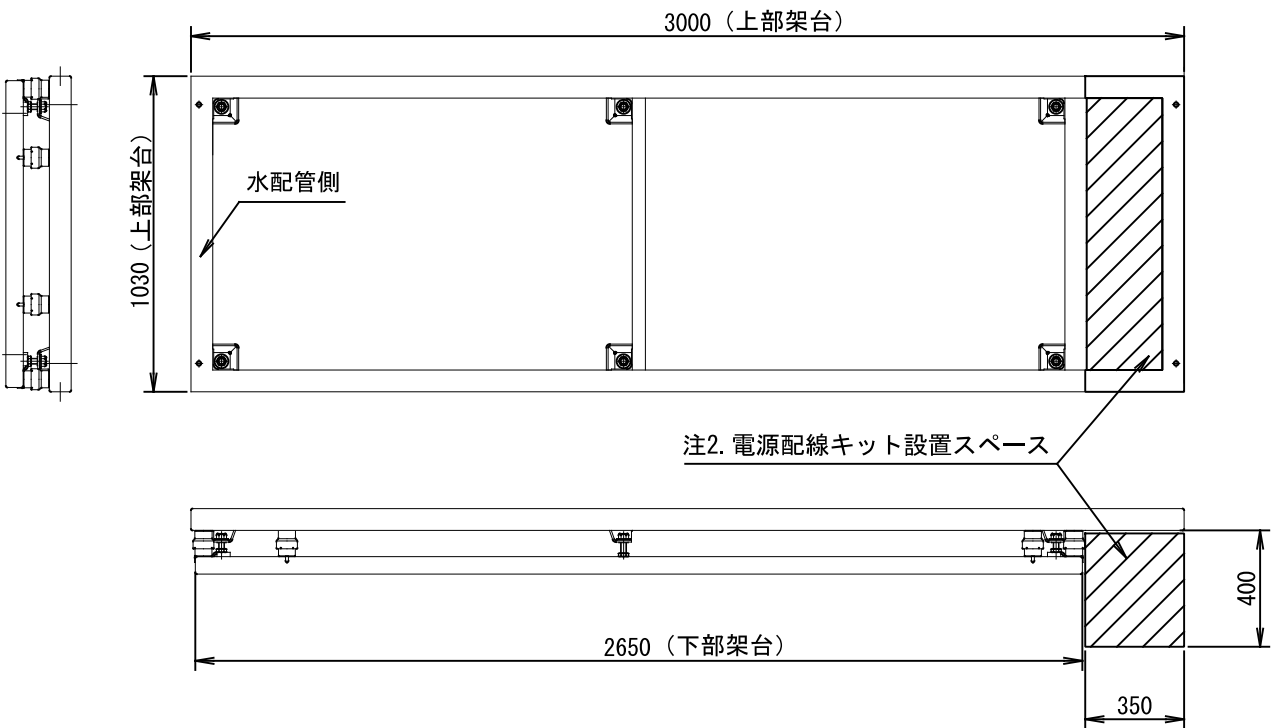 3000（上部架台）
1030（上部架台）
水配管側
注2. 電源配線キット設置スペース
400
2650（下部架台）
350